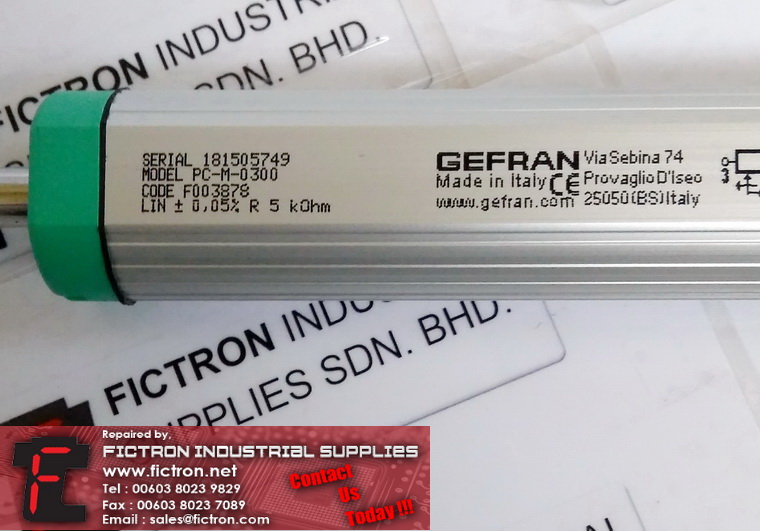 FICTRON INDUSTRI
SDN. BHD.
SERIAL 181505749
MODEL PC-M-0300
CODE F003878
LIN ± 0,05% R 5 kOhm
GEFRAN
Made in Italy CE
www.gefran.com
Via Sebina 74
Provaglio D'Iseo
25050 (BS) Italy
3
FICTRON INDU
SUPPLIES SDN. BHD.
Repaired by,
FICTRON INDUSTRIAL SUPPLIES
www.fictron.net
Tel : 00603 8023 9829
Fax : 00603 8023 7089
Email : sales@fictron.com
Contact
Us
Today !!!